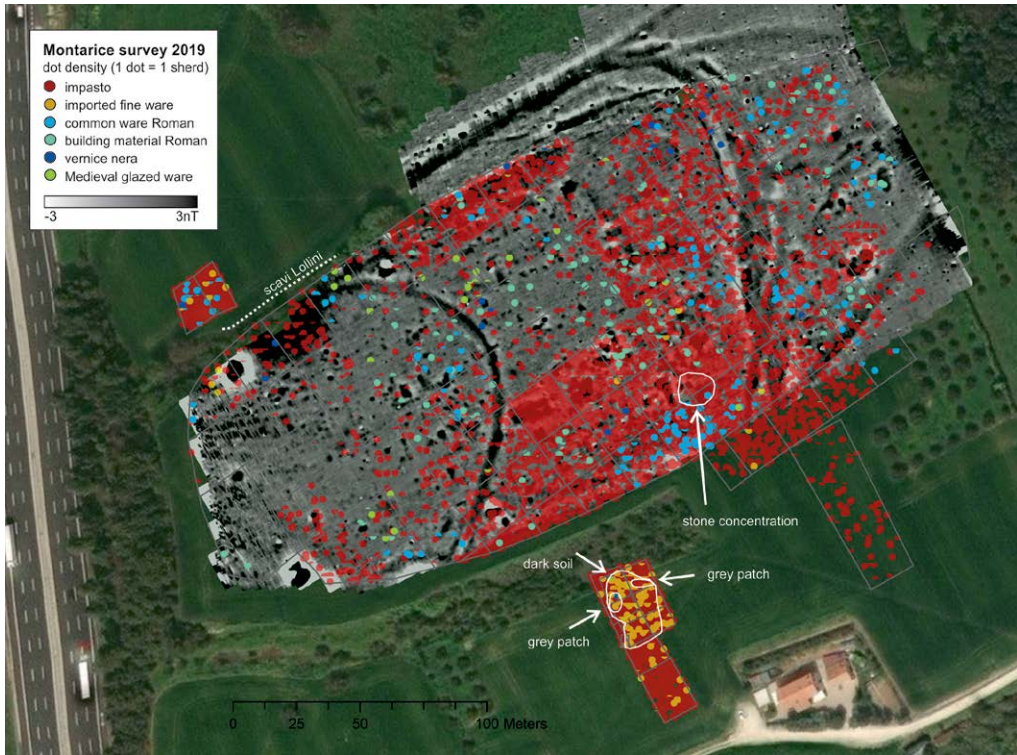 Montarice survey 2019
dot density (1 dot = 1 sherd)
impasto
imported fine ware
common ware Roman
building material Roman
vernice nera
Medieval glazed ware
-3 3nT
scavi Lollini
stone concentration
dark soil
grey patch
grey patch
0 25 50 100 Meters